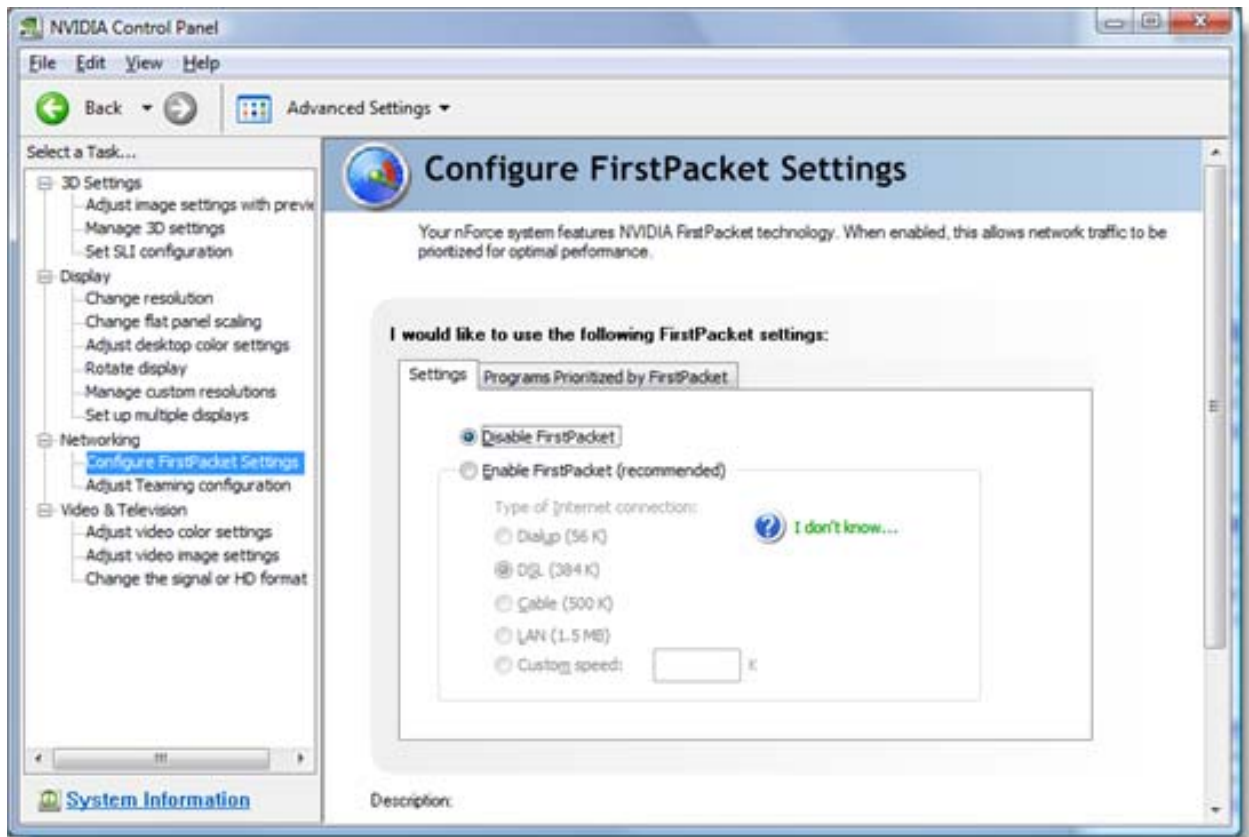 NVIDIA Control Panel
File Edit View Help
Back Advanced Settings
Select a Task...
3D Settings
Adjust image settings with previe
Manage 3D settings
Set SLI configuration
Display
Change resolution
Change flat panel scaling
Adjust desktop color settings
Rotate display
Manage custom resolutions
Set up multiple displays
Networking
Configure FirstPacket Settings
Adjust Teaming configuration
Video & Television
Adjust video color settings
Adjust video image settings
Change the signal or HD format
System Information
Configure FirstPacket Settings
Your nForce system features NVIDIA FirstPacket technology. When enabled, this allows network traffic to be
prioritized for optimal performance.
I would like to use the following FirstPacket settings:
Settings Programs Prioritized by FirstPacket
Disable FirstPacket
Enable FirstPacket (recommended)
Type of Internet connection:
I don't know...
Dialup (56 K)
DSL (384 K)
Cable (500 K)
LAN (1.5 MB)
Custom speed: K
Description: